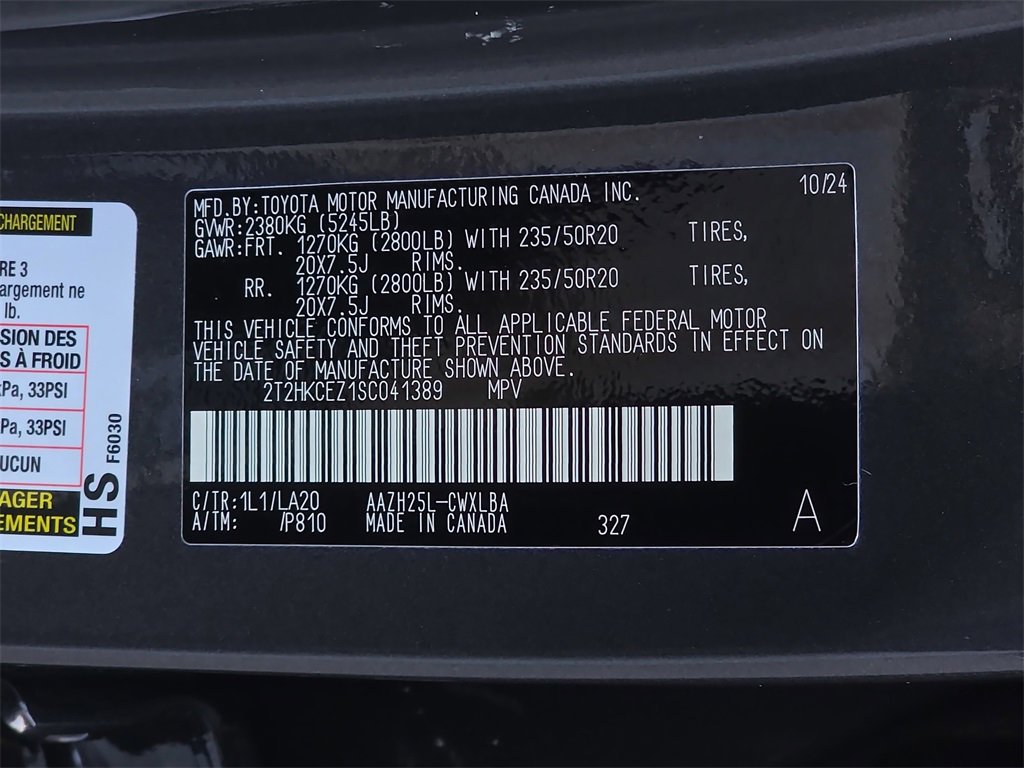 CHARGEMENT
RE 3
argement ne
lb.
SION DES
S À FROID
kPa, 33PSI
kPa, 33PSI
UCUN
AGER
EMENTS
HS F6030
MFD.BY:TOYOTA MOTOR MANUFACTURING CANADA INC. 10/24
GVWR:2380KG (5245LB)
GAWR:FRT. 1270KG (2800LB) WITH 235/50R20 TIRES,
20X7.5J RIMS.
RR. 1270KG (2800LB) WITH 235/50R20 TIRES,
20X7.5J RIMS.
THIS VEHICLE CONFORMS TO ALL APPLICABLE FEDERAL MOTOR
VEHICLE SAFETY AND THEFT PREVENTION STANDARDS IN EFFECT ON
THE DATE OF MANUFACTURE SHOWN ABOVE.
2T2HKCEZ1SC041389 MPV
C/TR:1L1/LA20 AAZH25L-CWXLBA
A/TM: /P810 MADE IN CANADA 327 A